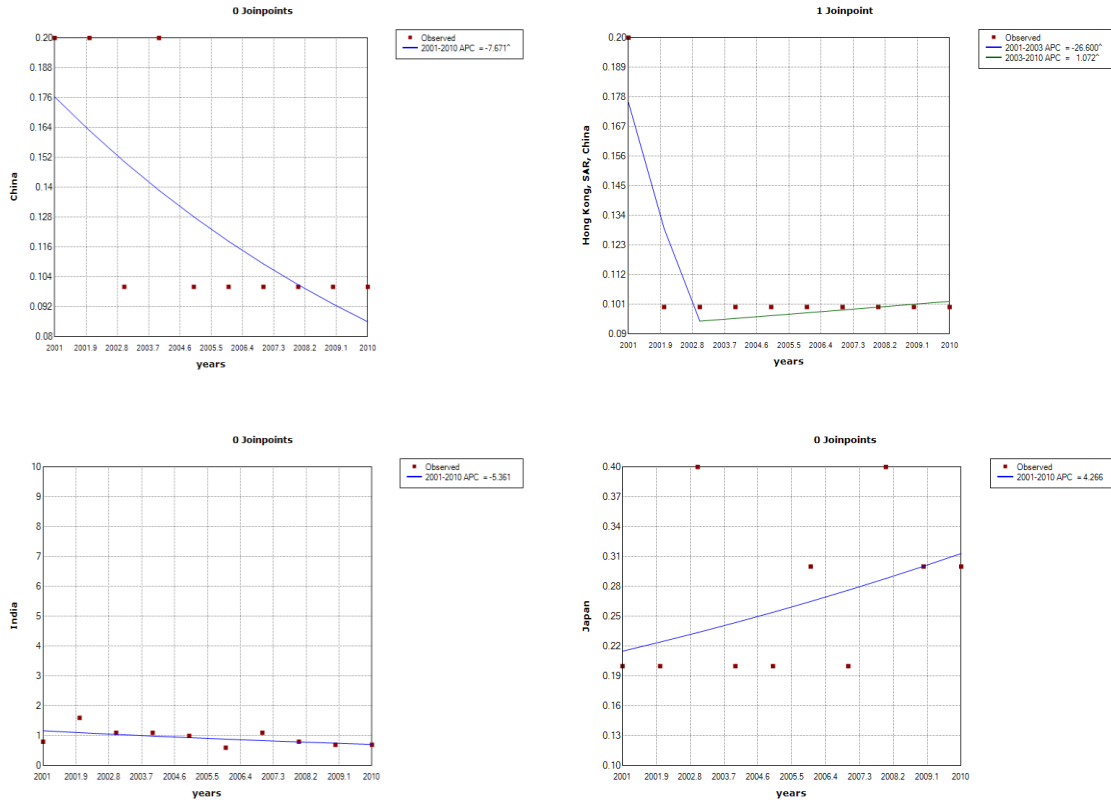 0 Joinpoints
Observed
2001-2010 APC = -7.671^
China
0.20
0.188
0.176
0.164
0.152
0.14
0.128
0.116
0.104
0.092
0.08
2001 2001.9 2002.8 2003.7 2004.6 2005.5 2006.4 2007.3 2008.2 2009.1 2010
years
1 Joinpoint
Observed
2001-2003 APC = -26.600^
2003-2010 APC = 1.072^
Hong Kong, SAR, China
0.20
0.189
0.178
0.167
0.156
0.145
0.134
0.123
0.112
0.101
0.09
2001 2001.9 2002.8 2003.7 2004.6 2005.5 2006.4 2007.3 2008.2 2009.1 2010
years
0 Joinpoints
Observed
2001-2010 APC = -5.361
India
10
9
8
7
6
5
4
3
2
1
0
2001 2001.9 2002.8 2003.7 2004.6 2005.5 2006.4 2007.3 2008.2 2009.1 2010
years
0 Joinpoints
Observed
2001-2010 APC = 4.266
Japan
0.40
0.37
0.34
0.31
0.28
0.25
0.22
0.19
0.16
0.13
0.10
2001 2001.9 2002.8 2003.7 2004.6 2005.5 2006.4 2007.3 2008.2 2009.1 2010
years